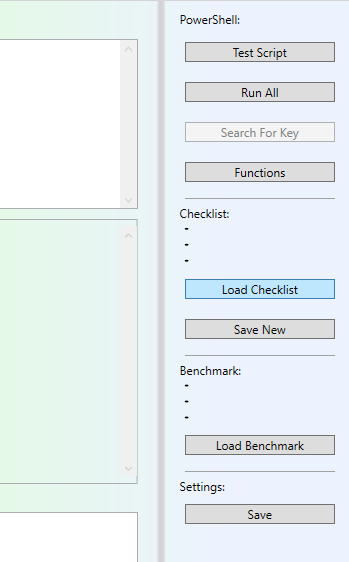 PowerShell:
Test Script
Run All
Search For Key
Functions
Checklist:
-
-
-
Load Checklist
Save New
Benchmark:
-
-
-
Load Benchmark
Settings:
Save